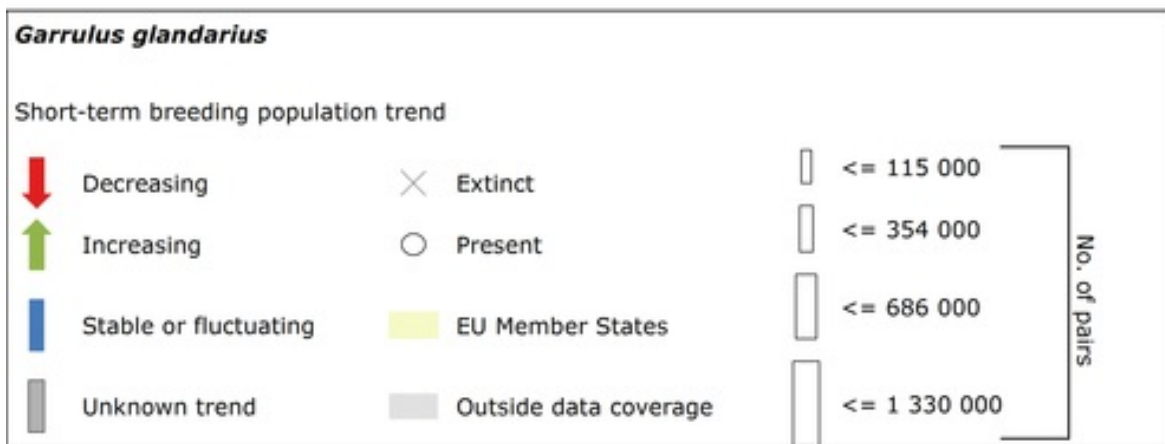 Garrulus glandarius
Short-term breeding population trend
Decreasing
Increasing
Stable or fluctuating
Unknown trend
Extinct
Present
EU Member States
Outside data coverage
<= 115 000
<= 354 000
<= 686 000
<= 1 330 000
No. of pairs